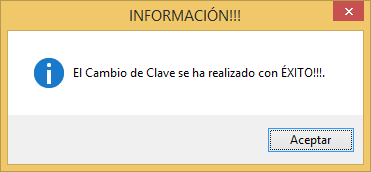 INFORMACIÓN!!!
El Cambio de Clave se ha realizado con ÉXITO!!!.
Aceptar